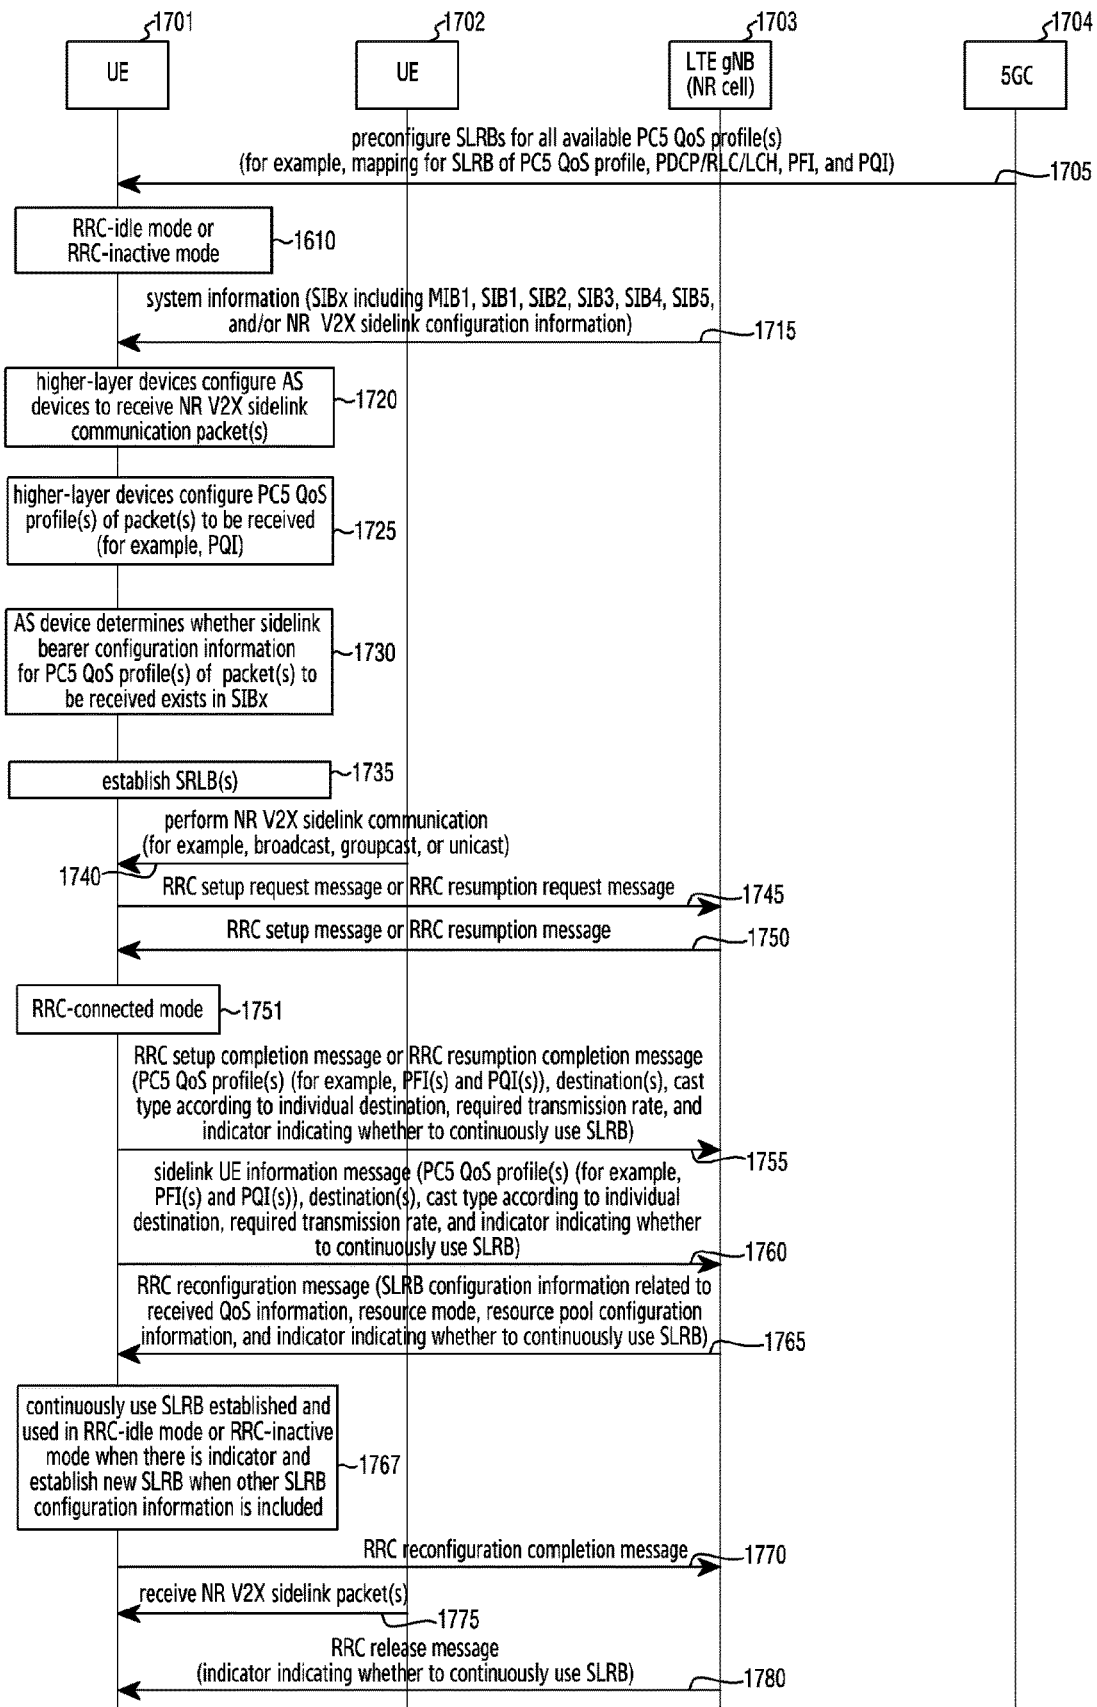 1701
1702
1703
1704
UE
UE
LTE gNB
(NR cell)
5GC
preconfigure SLRBs for all available PC5 QoS profile(s)
(for example, mapping for SLRB of PC5 QoS profile, PDCP/RLC/LCH, PFI, and PQI)
1705
RRC-idle mode or
RRC-inactive mode
1610
system information (SIBx including MIB1, SIB1, SIB2, SIB3, SIB4, SIB5,
and/or NR V2X sidelink configuration information)
1715
higher-layer devices configure AS
devices to receive NR V2X sidelink
communication packet(s)
1720
higher-layer devices configure PC5 QoS
profile(s) of packet(s) to be received
(for example, PQI)
1725
AS device determines whether sidelink
bearer configuration information
for PC5 QoS profile(s) of packet(s) to
be received exists in SIBx
1730
establish SRLB(s)
1735
perform NR V2X sidelink communication
(for example, broadcast, groupcast, or unicast)
1740
RRC setup request message or RRC resumption request message
1745
RRC setup message or RRC resumption message
1750
RRC-connected mode
1751
RRC setup completion message or RRC resumption completion message
(PC5 QoS profile(s) (for example, PFI(s) and PQI(s)), destination(s), cast
type according to individual destination, required transmission rate, and
indicator indicating whether to continuously use SLRB)
1755
sidelink UE information message (PC5 QoS profile(s) (for example,
PFI(s) and PQI(s)), destination(s), cast type according to individual
destination, required transmission rate, and indicator indicating whether
to continuously use SLRB)
1760
RRC reconfiguration message (SLRB configuration information related to
received QoS information, resource mode, resource pool configuration
information, and indicator indicating whether to continuously use SLRB)
1765
continuously use SLRB established and
used in RRC-idle mode or RRC-inactive
mode when there is indicator and
establish new SLRB when other SLRB
configuration information is included
1767
RRC reconfiguration completion message
1770
receive NR V2X sidelink packet(s)
1775
RRC release message
(indicator indicating whether to continuously use SLRB)
1780